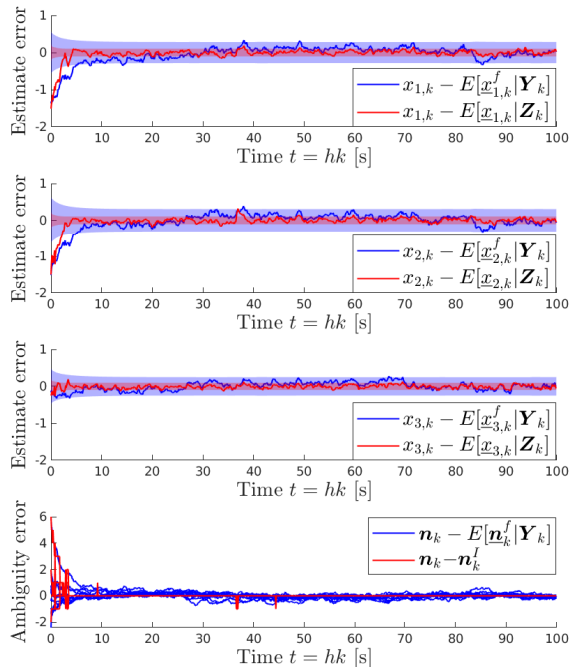 Estimate error
1
0
-1
-2
0 10 20 30 40 50 60 70 80 90 100
x_{1,k} − E[x^f_{1,k}|Y_k]
x_{1,k} − E[x_{1,k}|Z_k]
Time t = hk [s]
Estimate error
1
0
-1
-2
0 10 20 30 40 50 60 70 80 90 100
x_{2,k} − E[x^f_{2,k}|Y_k]
x_{2,k} − E[x_{2,k}|Z_k]
Time t = hk [s]
Estimate error
1
0
-1
-2
0 10 20 30 40 50 60 70 80 90 100
x_{3,k} − E[x^f_{3,k}|Y_k]
x_{3,k} − E[x_{3,k}|Z_k]
Time t = hk [s]
Ambiguity error
6
4
2
0
-2
0 10 20 30 40 50 60 70 80 90 100
n_k − E[n^f_k|Y_k]
n_k−n^I_k
Time t = hk [s]